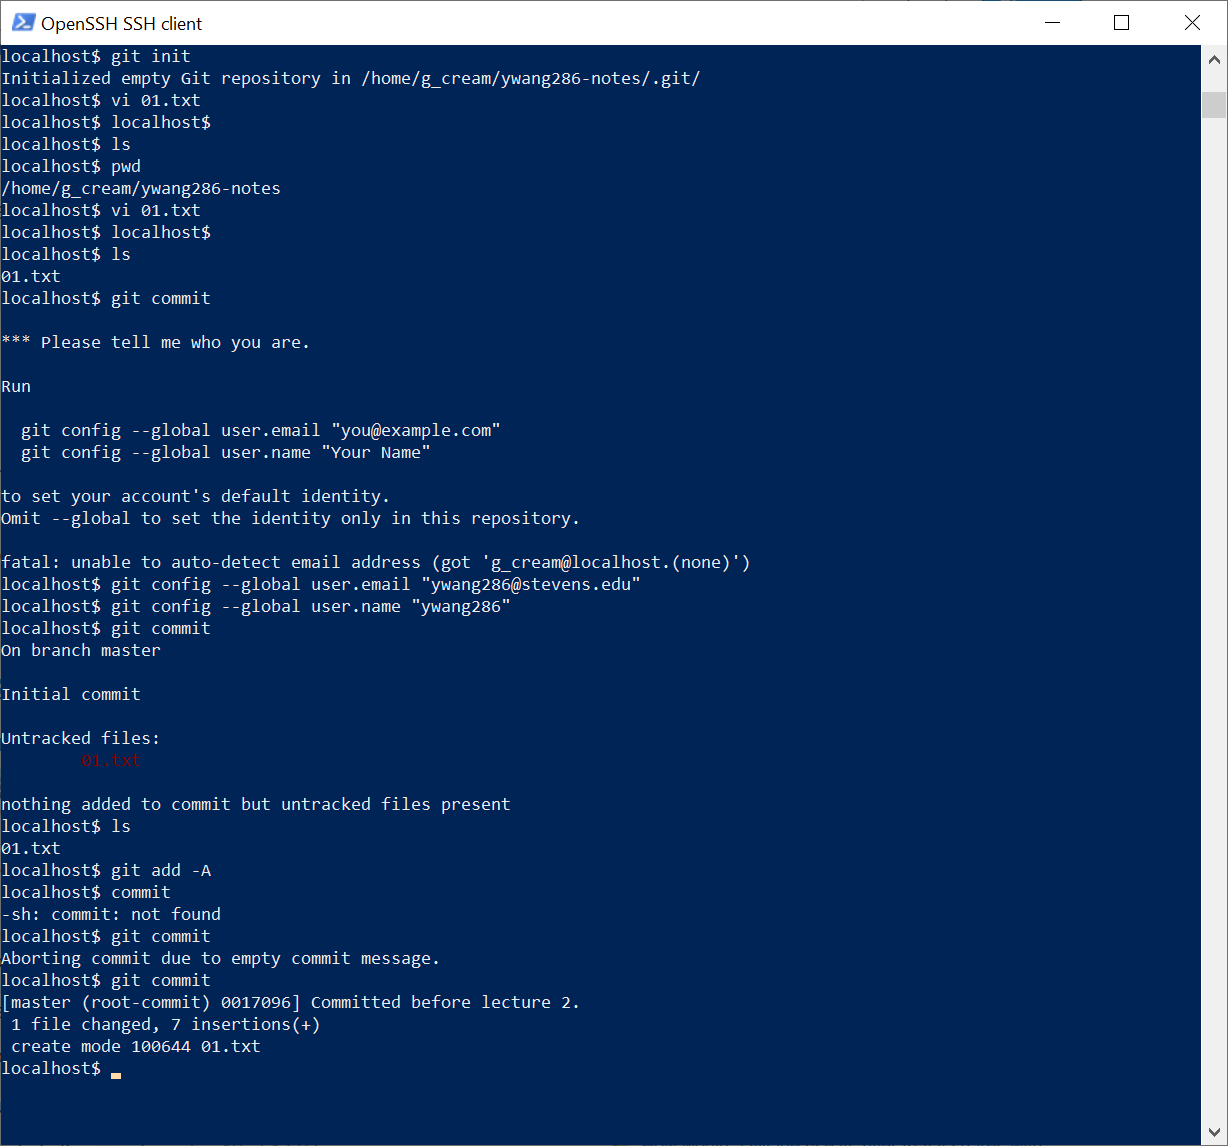 OpenSSH SSH client
localhost$ git init
Initialized empty Git repository in /home/g_cream/ywang286-notes/.git/
localhost$ vi 01.txt
localhost$ localhost$
localhost$ ls
localhost$ pwd
/home/g_cream/ywang286-notes
localhost$ vi 01.txt
localhost$ localhost$
localhost$ ls
01.txt
localhost$ git commit

*** Please tell me who you are.

Run

  git config --global user.email "you@example.com"
  git config --global user.name "Your Name"

to set your account's default identity.
Omit --global to set the identity only in this repository.

fatal: unable to auto-detect email address (got 'g_cream@localhost.(none)')
localhost$ git config --global user.email "ywang286@stevens.edu"
localhost$ git config --global user.name "ywang286"
localhost$ git commit
On branch master

Initial commit

Untracked files:
        01.txt

nothing added to commit but untracked files present
localhost$ ls
01.txt
localhost$ git add -A
localhost$ commit
-sh: commit: not found
localhost$ git commit
Aborting commit due to empty commit message.
localhost$ git commit
[master (root-commit) 0017096] Committed before lecture 2.
 1 file changed, 7 insertions(+)
 create mode 100644 01.txt
localhost$